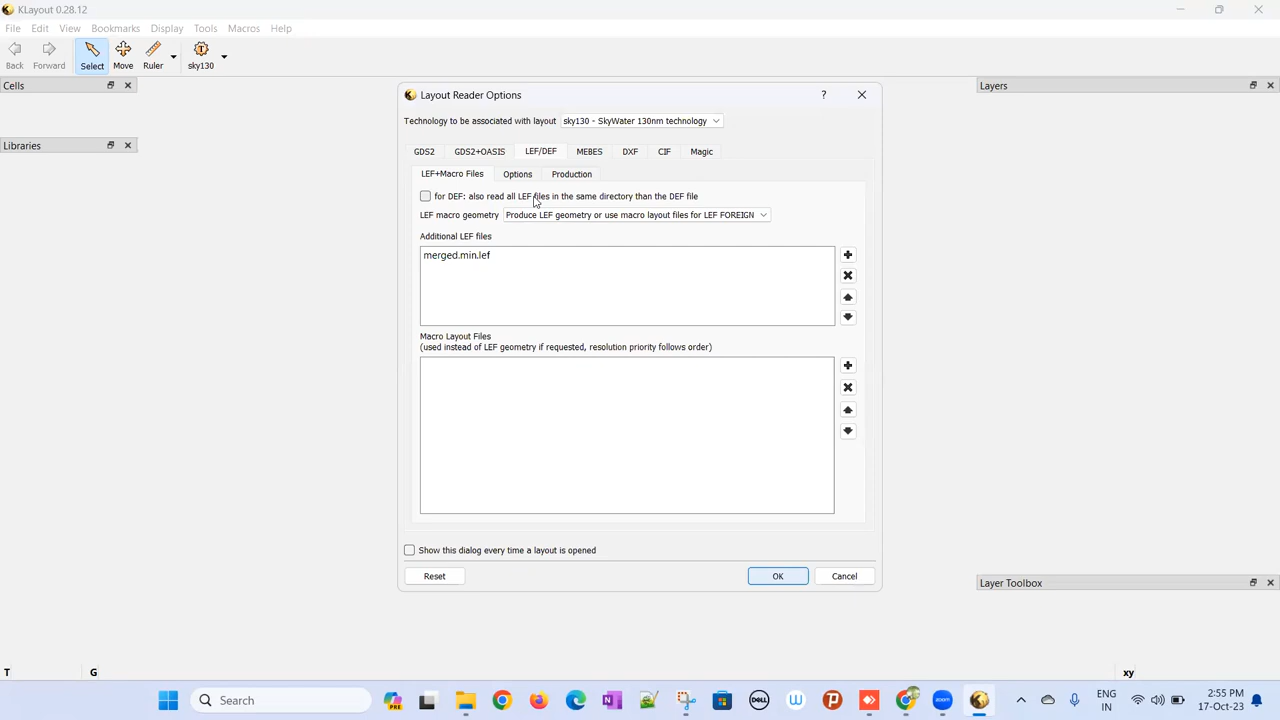 KLayout 0.28.12
File Edit View Bookmarks Display Tools Macros Help
Back Forward Select Move Ruler sky130
Cells
Libraries
Layout Reader Options
Technology to be associated with layout sky130 - SkyWater 130nm technology
GDS2 GDS2+OASIS LEF/DEF MEBES DXF CIF Magic
LEF+Macro Files Options Production
for DEF: also read all LEF files in the same directory than the DEF file
LEF macro geometry Produce LEF geometry or use macro layout files for LEF FOREIGN
Additional LEF files
merged.min.lef
Macro Layout Files
(used instead of LEF geometry if requested, resolution priority follows order)
Show this dialog every time a layout is opened
Reset OK Cancel
Layers
Layer Toolbox
T G xy
Search
PRE
DELL
ENG
IN
2:55 PM
17-Oct-23